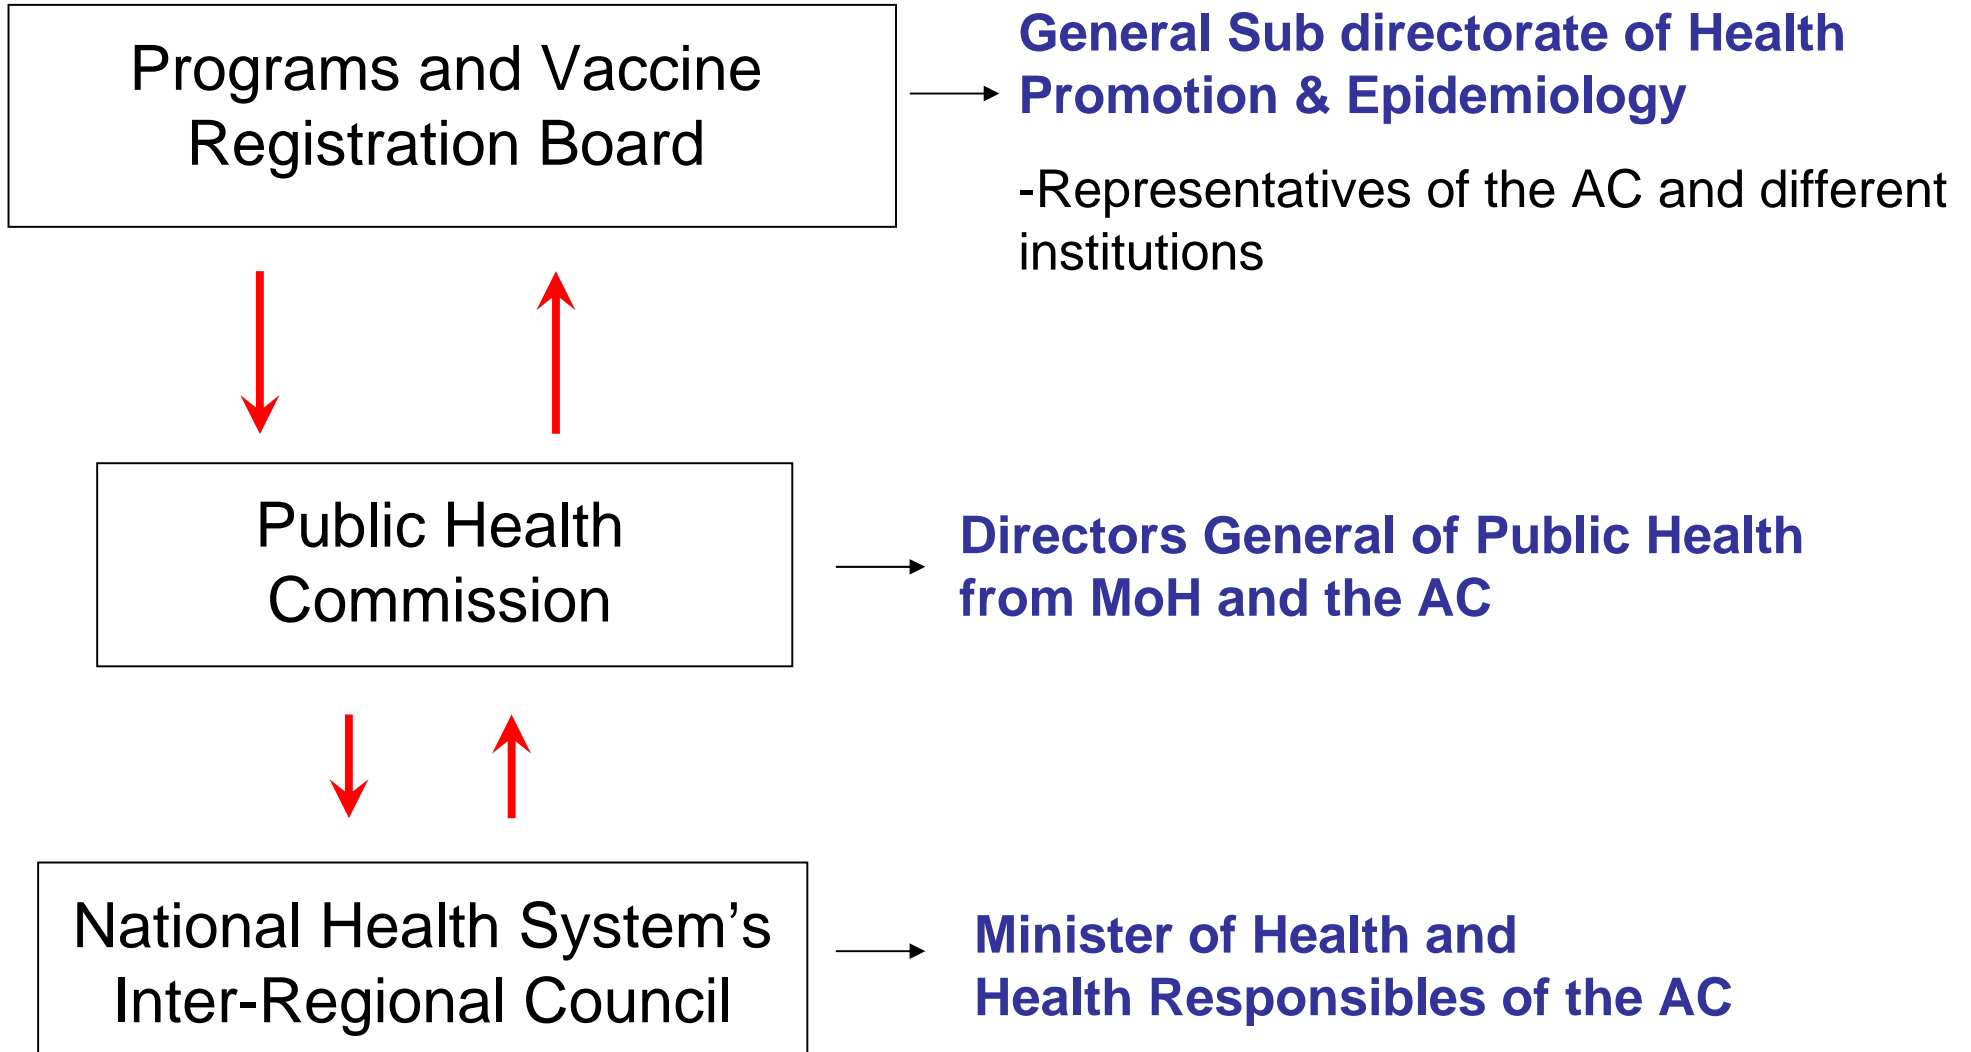 Programs and Vaccine
Registration Board
General Sub directorate of Health
Promotion & Epidemiology
-Representatives of the AC and different
institutions
Public Health
Commission
Directors General of Public Health
from MoH and the AC
National Health System’s
Inter-Regional Council
Minister of Health and
Health Responsibles of the AC